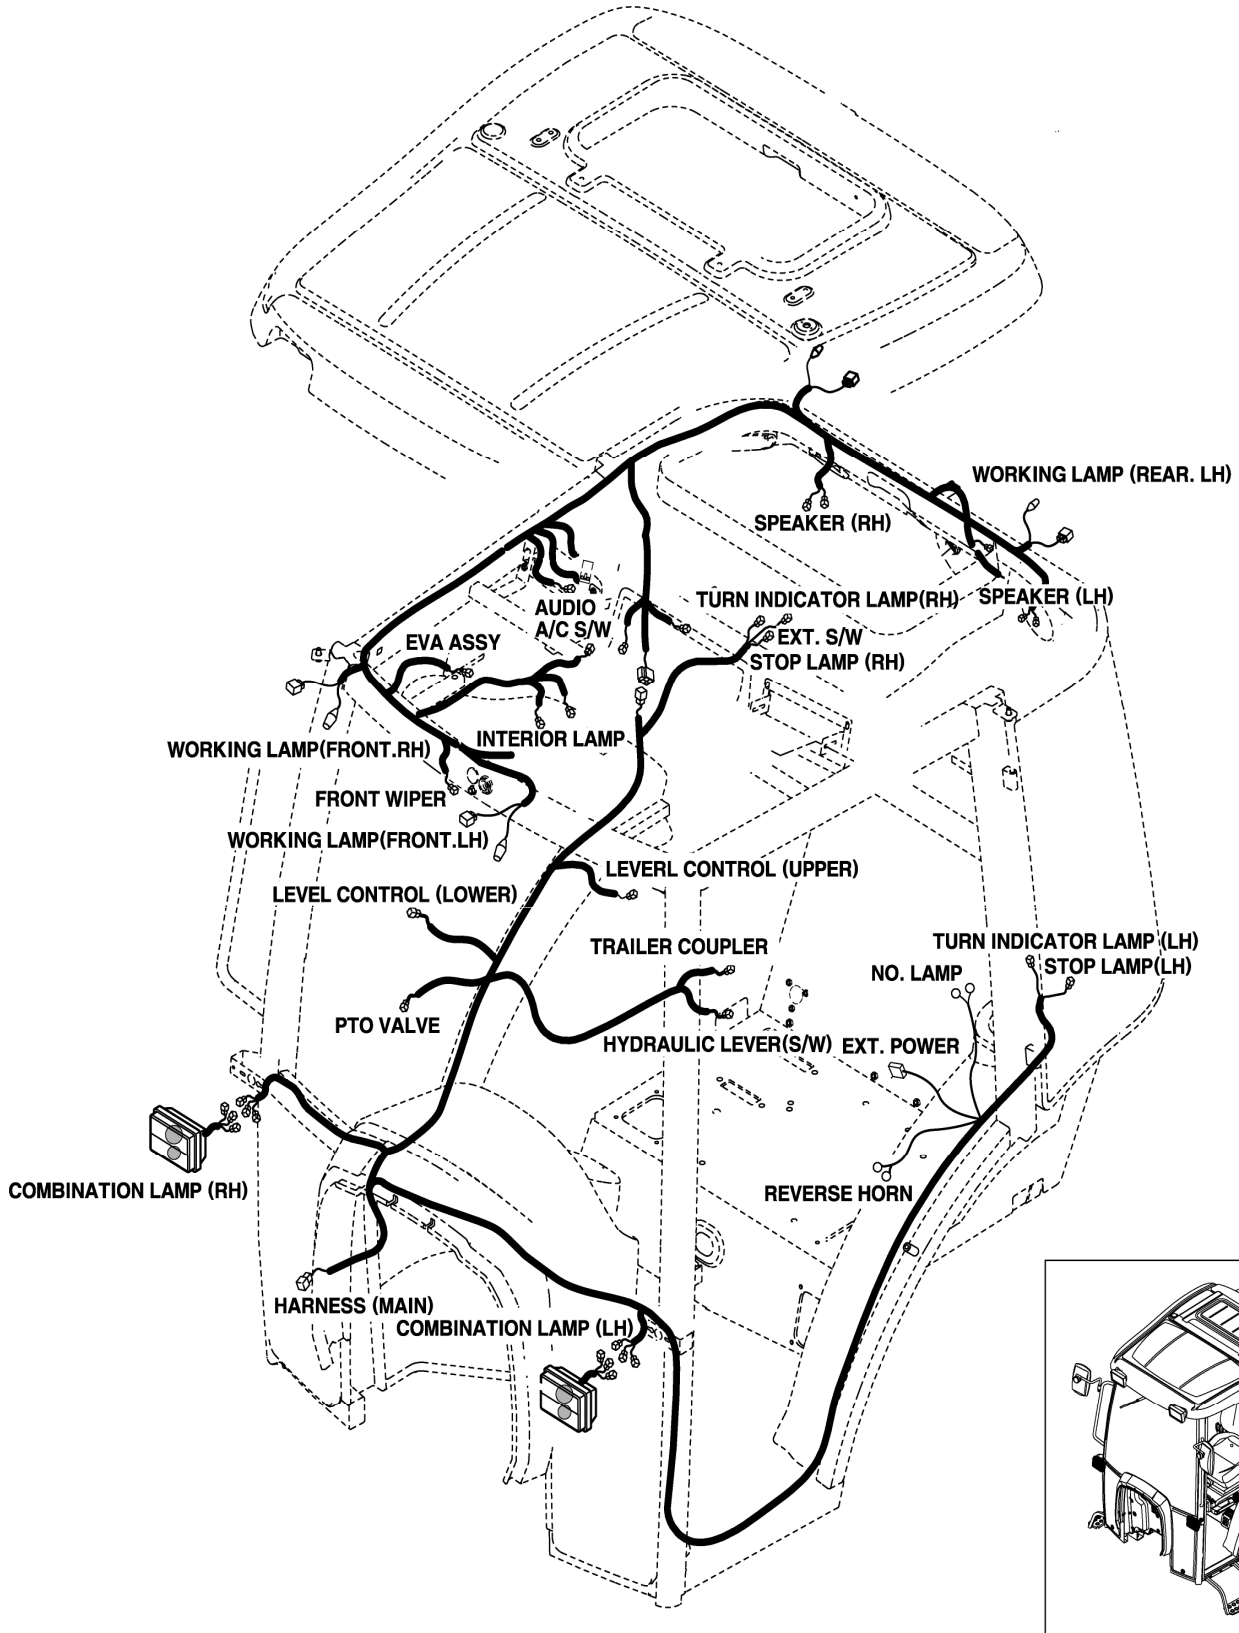 WORKING LAMP (REAR. LH)
SPEAKER (RH)
SPEAKER (LH)
TURN INDICATOR LAMP(RH)
AUDIO
A/C S/W
EXT. S/W
EVA ASSY
STOP LAMP (RH)
INTERIOR LAMP
WORKING LAMP(FRONT.RH)
FRONT WIPER
WORKING LAMP(FRONT.LH)
LEVERL CONTROL (UPPER)
LEVEL CONTROL (LOWER)
TRAILER COUPLER
TURN INDICATOR LAMP (LH)
STOP LAMP(LH)
NO. LAMP
PTO VALVE
HYDRAULIC LEVER(S/W)
EXT. POWER
COMBINATION LAMP (RH)
REVERSE HORN
HARNESS (MAIN)
COMBINATION LAMP (LH)